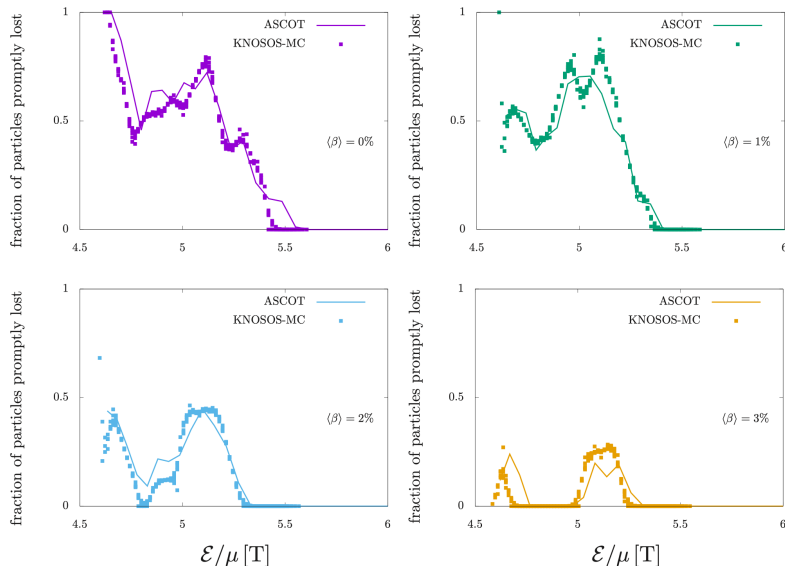 fraction of particles promptly lost
1
0.5
0
4.5 5 5.5 6
ASCOT
KNOSOS-MC
⟨β⟩ = 0%
fraction of particles promptly lost
1
0.5
0
4.5 5 5.5 6
ASCOT
KNOSOS-MC
⟨β⟩ = 1%
fraction of particles promptly lost
1
0.5
0
4.5 5 5.5 6
ASCOT
KNOSOS-MC
⟨β⟩ = 2%
ℰ/μ [T]
fraction of particles promptly lost
1
0.5
0
4.5 5 5.5 6
ASCOT
KNOSOS-MC
⟨β⟩ = 3%
ℰ/μ [T]